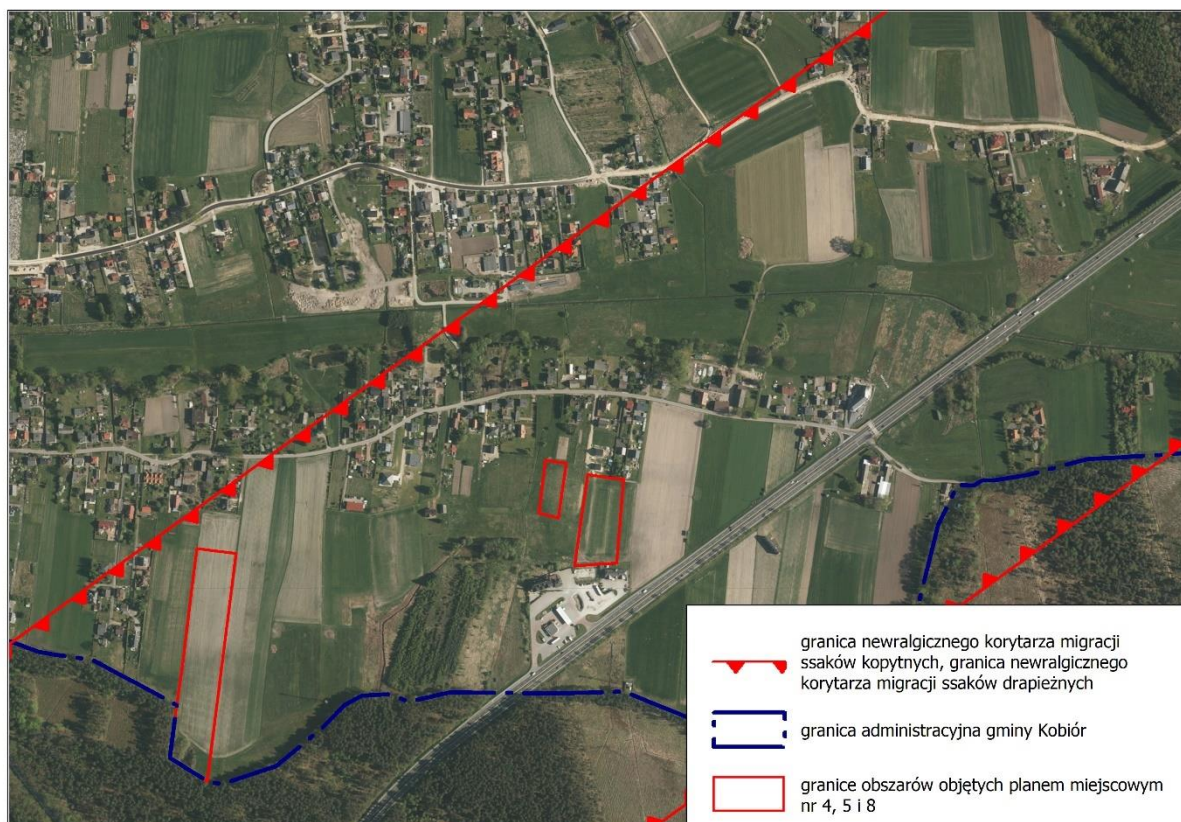 granica newralgicznego korytarza migracji
ssaków kopytnych, granica newralgicznego
korytarza migracji ssaków drapieżnych
granica administracyjna gminy Kobiór
granice obszarów objętych planem miejscowym
nr 4, 5 i 8